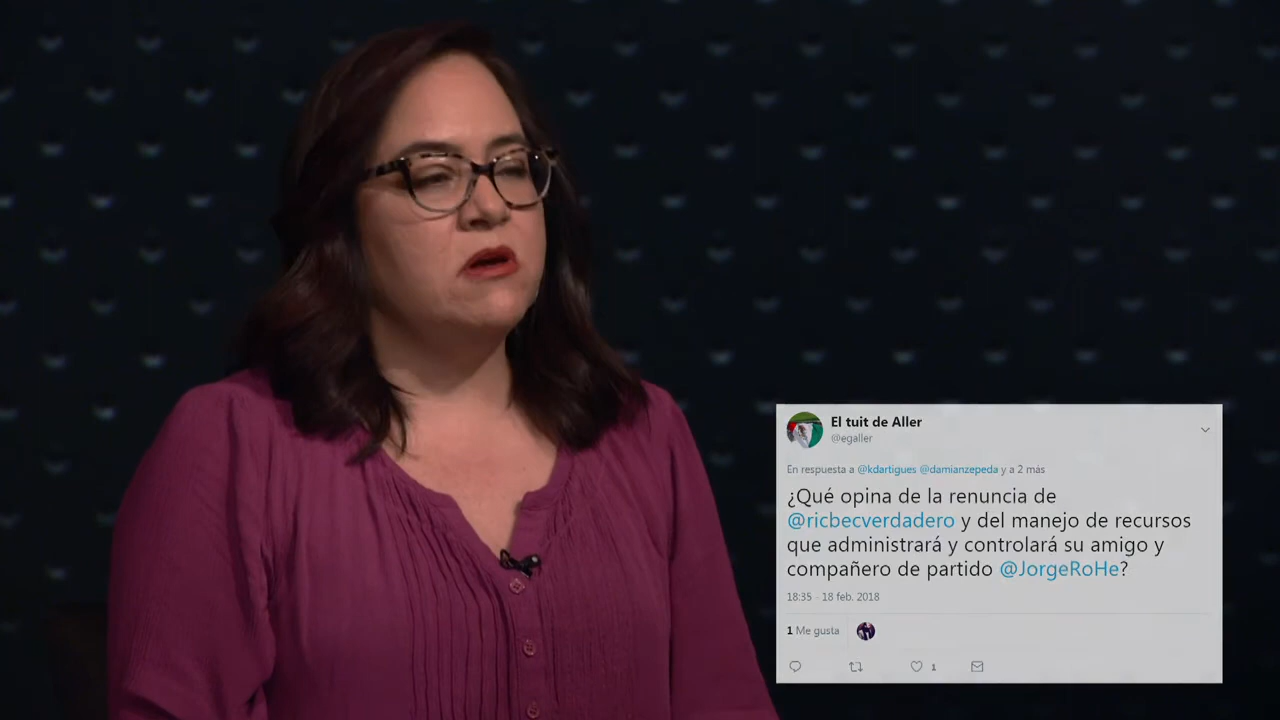 El tuit de Aller
@egaller
En respuesta a @kdartigues @damianzepeda y a 2 más
¿Qué opina de la renuncia de
@ricbecverdadero y del manejo de recursos
que administrará y controlará su amigo y
compañero de partido @JorgeRoHe?
18:35 - 18 feb. 2018
1 Me gusta
1